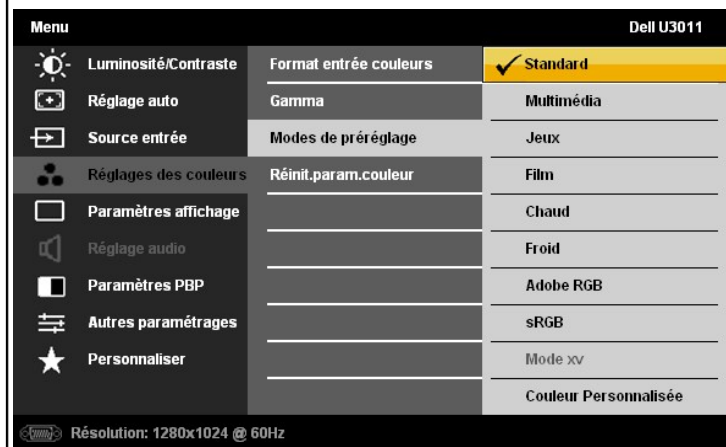 Menu
Dell U3011
Luminosité/Contraste
Réglage auto
Source entrée
Réglages des couleurs
Paramètres affichage
Réglage audio
Paramètres PBP
Autres paramétrages
Personnaliser
Format entrée couleurs
Gamma
Modes de préréglage
Réinit.param.couleur
Standard
Multimédia
Jeux
Film
Chaud
Froid
Adobe RGB
sRGB
Mode xv
Couleur Personnalisée
Résolution: 1280x1024 @ 60Hz